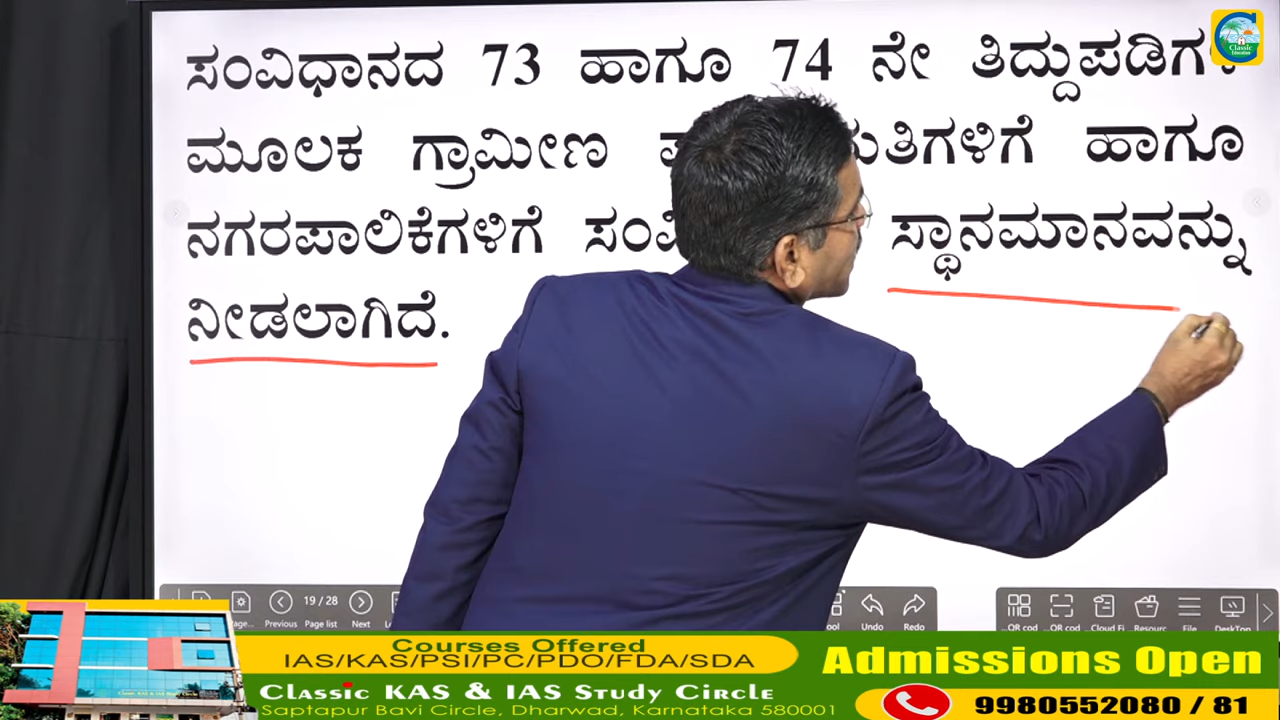 ಸಂವಿಧಾನದ 73 ಹಾಗೂ 74 ನೇ
ಮೂಲಕ ಗ್ರಾಮೀಣ ಹಾಗೂ
ನಗರಪಾಲಿಕೆಗಳಿಗೆ ಸ್ಥಾನಮಾನವನ್ನು
ನೀಡಲಾಗಿದೆ.
19 / 28
Previous Page list Next
Undo Redo
File
Classic
Education
Courses Offered
IAS/KAS/PSI/PC/PDO/FDA/SDA
Classic KAS & IAS Study Circle
Saptapur Bavi Circle, Dharwad, Karnataka 580001
Admissions Open
9980552080 / 81